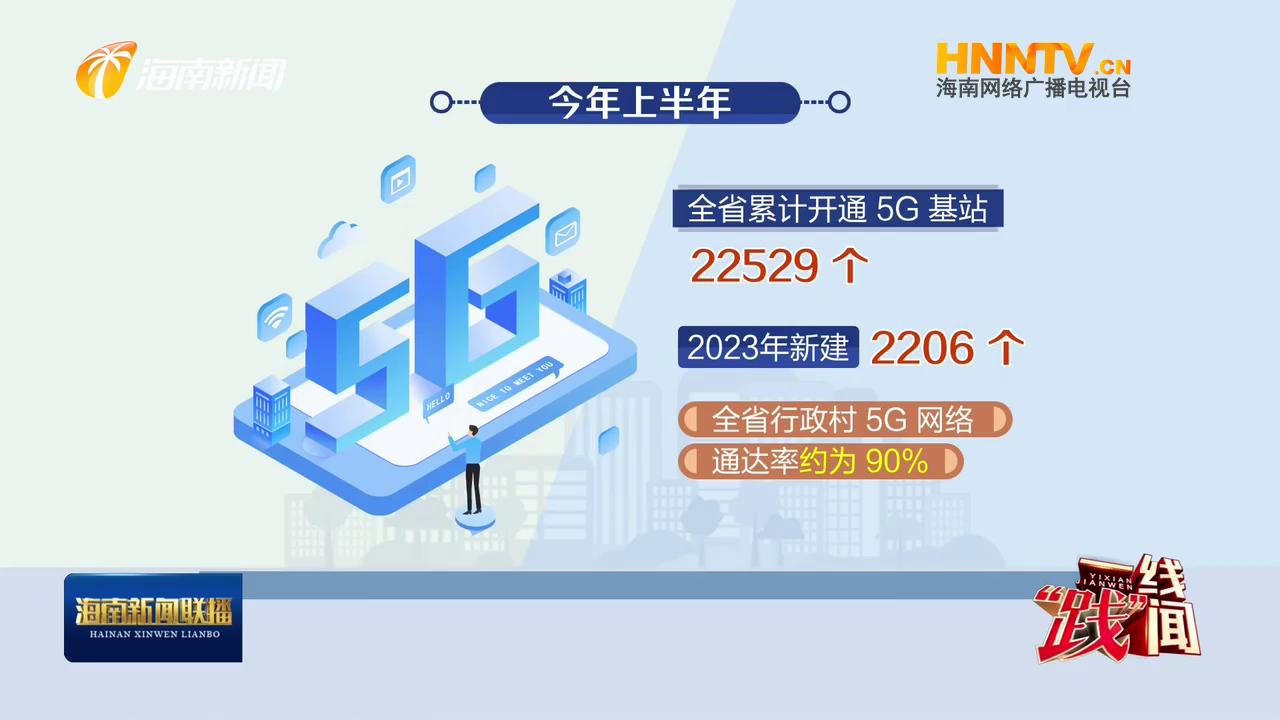 海南新闻
HNNTV.CN
海南网络广播电视台
今年上半年
全省累计开通 5G 基站
22529 个
2023年新建 2206 个
全省行政村 5G 网络
通达率约为 90%
5G
HELLO
NICE TO MEET YOU
海南新闻联播
HAINAN XINWEN LIANBO
一线
YIXIAN
JIANWEN
“践”闻